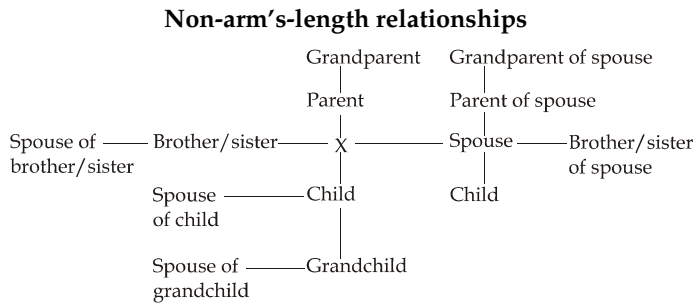 Non-arm's-length relationships
Grandparent Grandparent of spouse
Parent Parent of spouse
Spouse of Brother/sister X Spouse Brother/sister
brother/sister of spouse
Spouse Child Child
of child
Spouse of Grandchild
grandchild